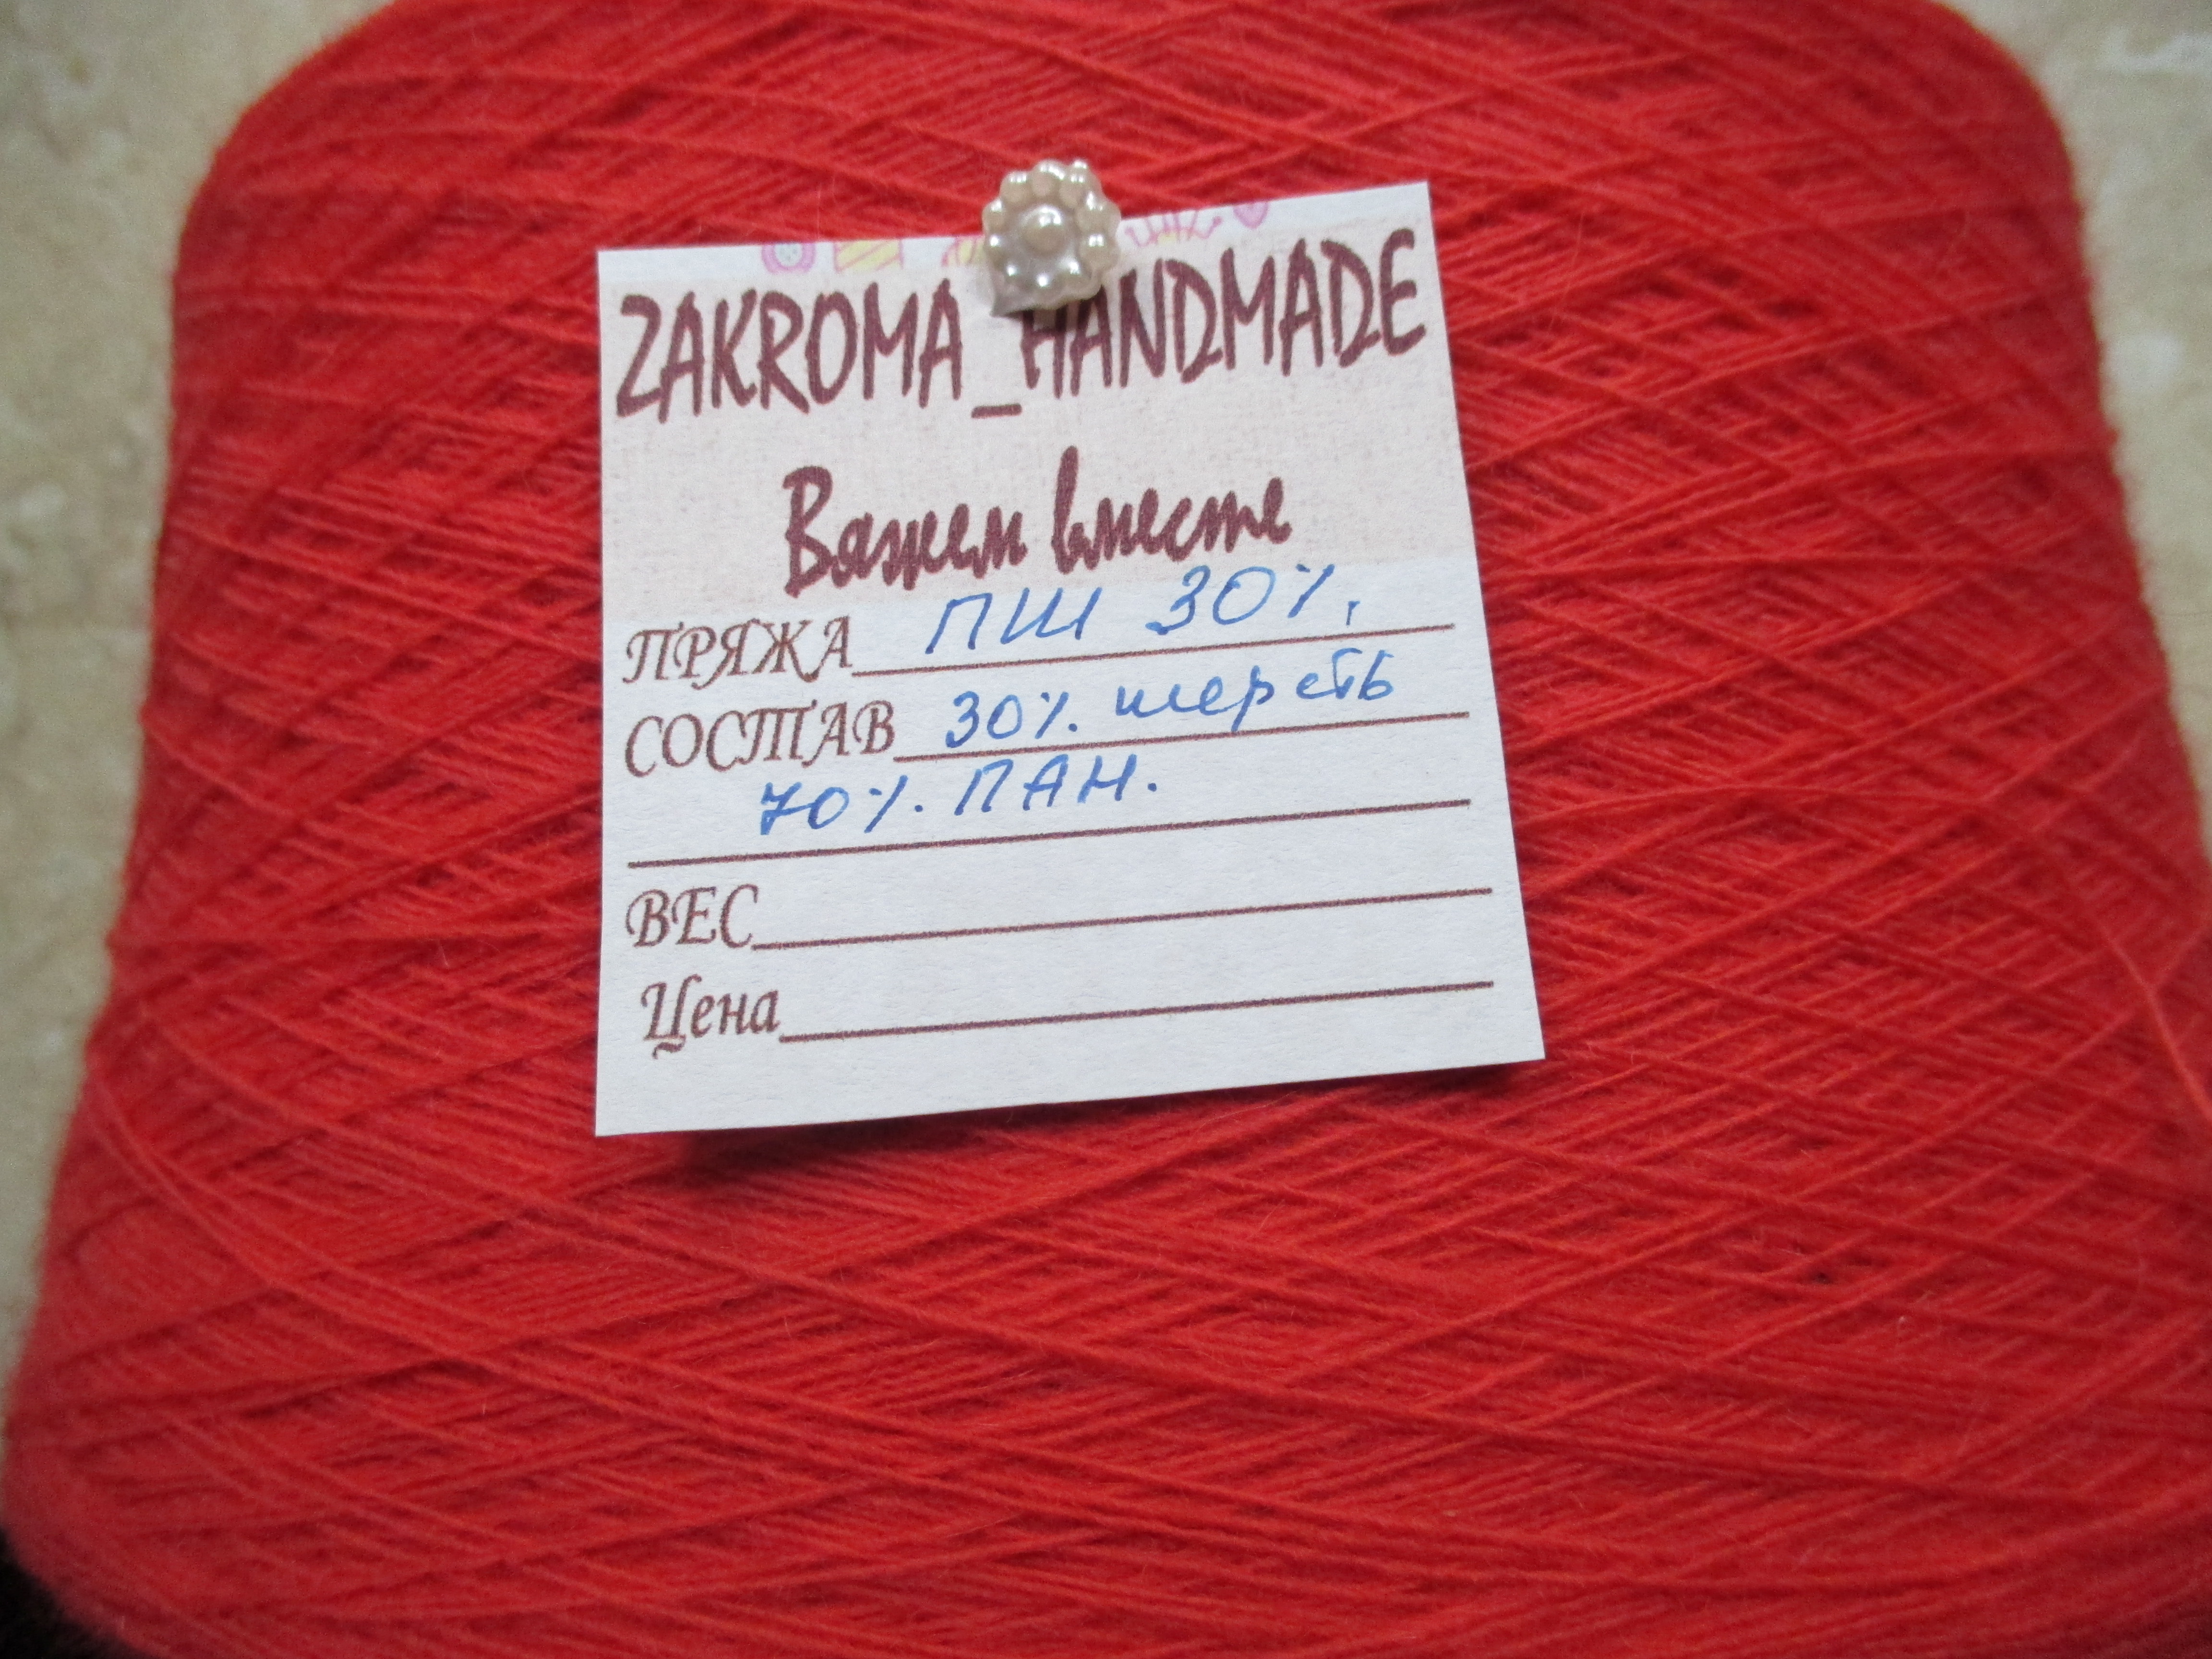 ZAKROMA_HANDMADE
Вяжем вместе
ПРЯЖА ПШ 30%,
СОСТАВ 30% шерсть
70% ПАН.
ВЕС
Цена